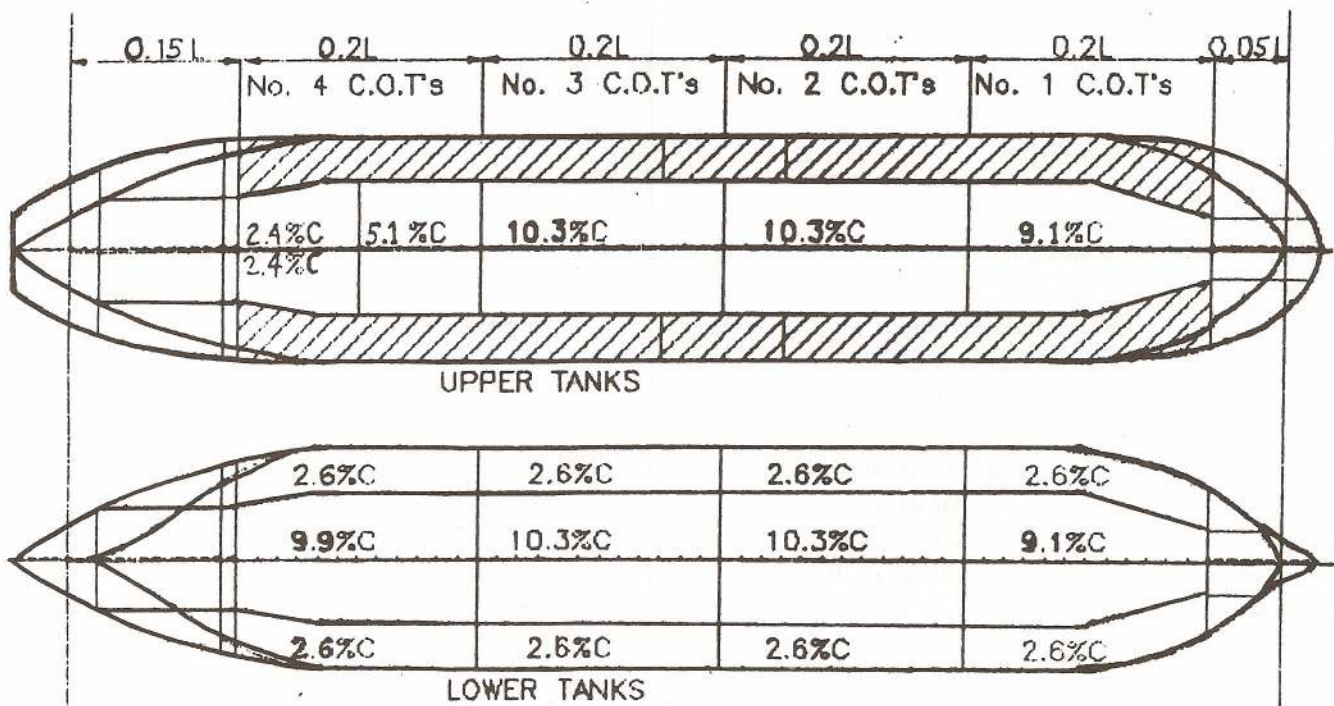 0.15L 0.2L 0.2L 0.2L 0.2L 0.05L
No. 4 C.O.T's No. 3 C.O.T's No. 2 C.O.T's No. 1 C.O.T's
2.4%C 5.1%C 10.3%C 10.3%C 9.1%C
2.4%C
UPPER TANKS
2.6%C 2.6%C 2.6%C 2.6%C
9.9%C 10.3%C 10.3%C 9.1%C
2.6%C 2.6%C 2.6%C 2.6%C
LOWER TANKS